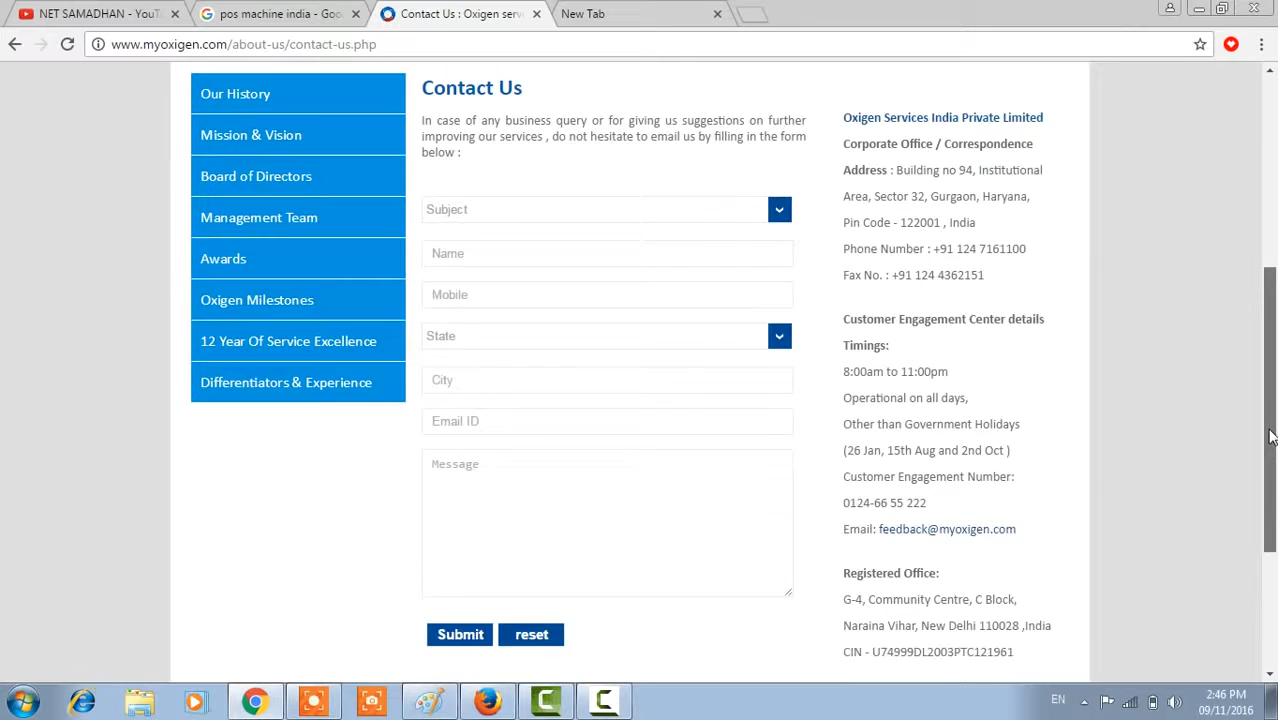 NET SAMADHAN - YouT
pos machine india - Goo
Contact Us : Oxigen serv
New Tab
www.myoxigen.com/about-us/contact-us.php
Our History
Mission & Vision
Board of Directors
Management Team
Awards
Oxigen Milestones
12 Year Of Service Excellence
Differentiators & Experience
Contact Us
In case of any business query or for giving us suggestions on further
improving our services , do not hesitate to email us by filling in the form
below :
Subject
Name
Mobile
State
City
Email ID
Message
Submit
reset
Oxigen Services India Private Limited
Corporate Office / Correspondence
Address : Building no 94, Institutional
Area, Sector 32, Gurgaon, Haryana,
Pin Code - 122001 , India
Phone Number : +91 124 7161100
Fax No. : +91 124 4362151
Customer Engagement Center details
Timings:
8:00am to 11:00pm
Operational on all days,
Other than Government Holidays
(26 Jan, 15th Aug and 2nd Oct )
Customer Engagement Number:
0124-66 55 222
Email: feedback@myoxigen.com
Registered Office:
G-4, Community Centre, C Block,
Naraina Vihar, New Delhi 110028 ,India
CIN - U74999DL2003PTC121961
EN
2:46 PM
09/11/2016